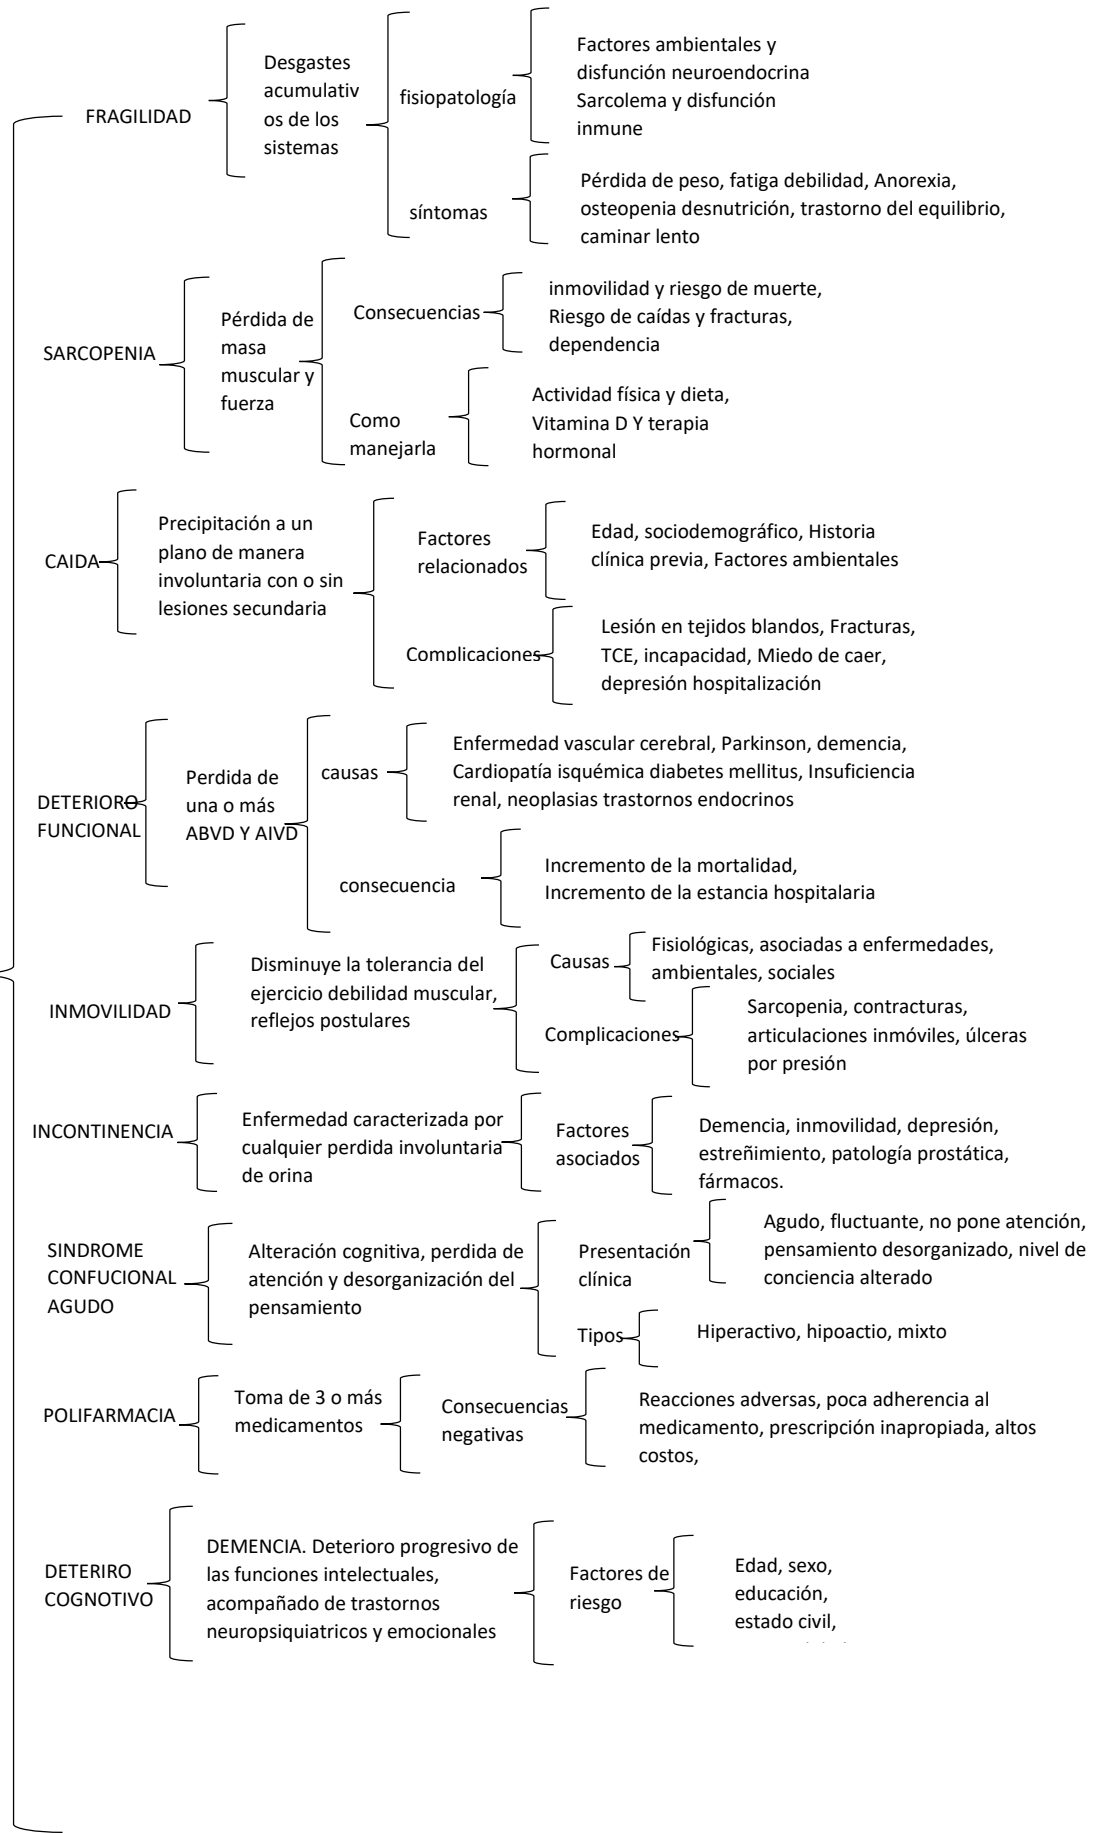 FRAGILIDAD
Desgastes
acumulativ
os de los
sistemas
fisiopatología
Factores ambientales y
disfunción neuroendocrina
Sarcolema y disfunción
inmune
síntomas
Pérdida de peso, fatiga debilidad, Anorexia,
osteopenia desnutrición, trastorno del equilibrio,
caminar lento
SARCOPENIA
Pérdida de
masa
muscular y
fuerza
Consecuencias
inmovilidad y riesgo de muerte,
Riesgo de caídas y fracturas,
dependencia
Como
manejarla
Actividad física y dieta,
Vitamina D Y terapia
hormonal
CAIDA
Precipitación a un
plano de manera
involuntaria con o sin
lesiones secundaria
Factores
relacionados
Edad, sociodemográfico, Historia
clínica previa, Factores ambientales
Complicaciones
Lesión en tejidos blandos, Fracturas,
TCE, incapacidad, Miedo de caer,
depresión hospitalización
DETERIORO
FUNCIONAL
Perdida de
una o más
ABVD Y AIVD
causas
Enfermedad vascular cerebral, Parkinson, demencia,
Cardiopatía isquémica diabetes mellitus, Insuficiencia
renal, neoplasias trastornos endocrinos
consecuencia
Incremento de la mortalidad,
Incremento de la estancia hospitalaria
INMOVILIDAD
Disminuye la tolerancia del
ejercicio debilidad muscular,
reflejos postulares
Causas
Fisiológicas, asociadas a enfermedades,
ambientales, sociales
Complicaciones
Sarcopenia, contracturas,
articulaciones inmóviles, úlceras
por presión
INCONTINENCIA
Enfermedad caracterizada por
cualquier perdida involuntaria
de orina
Factores
asociados
Demencia, inmovilidad, depresión,
estreñimiento, patología prostática,
fármacos.
SINDROME
CONFUCIONAL
AGUDO
Alteración cognitiva, perdida de
atención y desorganización del
pensamiento
Presentación
clínica
Agudo, fluctuante, no pone atención,
pensamiento desorganizado, nivel de
conciencia alterado
Tipos
Hiperactivo, hipoactio, mixto
POLIFARMACIA
Toma de 3 o más
medicamentos
Consecuencias
negativas
Reacciones adversas, poca adherencia al
medicamento, prescripción inapropiada, altos
costos,
DETERIRO
COGNOTIVO
DEMENCIA. Deterioro progresivo de
las funciones intelectuales,
acompañado de trastornos
neuropsiquiatricos y emocionales
Factores de
riesgo
Edad, sexo,
educación,
estado civil,